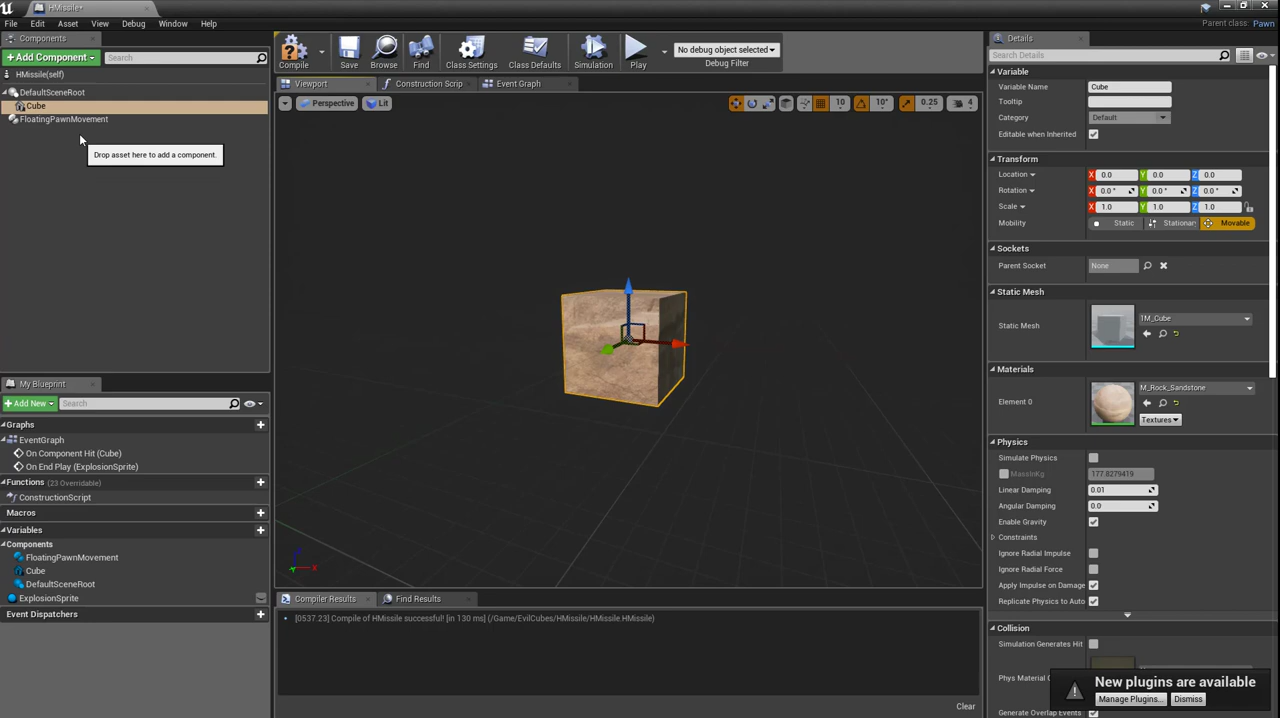 HMissile*
File Edit Asset View Debug Window Help
Parent class: Pawn
Components
+Add Component
Search
HMissile(self)
DefaultSceneRoot
Cube
FloatingPawnMovement
Drop asset here to add a component.
My Blueprint
+Add New
Search
Graphs
EventGraph
On Component Hit (Cube)
On End Play (ExplosionSprite)
Functions (23 Overridable)
ConstructionScript
Macros
Variables
Components
FloatingPawnMovement
Cube
DefaultSceneRoot
ExplosionSprite
Event Dispatchers
Compile Save Browse Find Class Settings Class Defaults Simulation Play
No debug object selected
Debug Filter
Viewport Construction Scrip Event Graph
Perspective Lit 10 10° 0.25 4
X
Compiler Results Find Results
[0537.23] Compile of HMissile successful! [in 130 ms] (/Game/EvilCubes/HMissile/HMissile.HMissile)
Clear
Details
Search Details
Variable
Variable Name Cube
Tooltip
Category Default
Editable when Inherited
Transform
Location X 0.0 Y 0.0 Z 0.0
Rotation X 0.0 ° Y 0.0 ° Z 0.0 °
Scale X 1.0 Y 1.0 Z 1.0
Mobility Static Stationar Movable
Sockets
Parent Socket None
Static Mesh
Static Mesh 1M_Cube
Materials
Element 0 M_Rock_Sandstone
Textures
Physics
Simulate Physics
MassInKg 177.8279419
Linear Damping 0.01
Angular Damping 0.0
Enable Gravity
Constraints
Ignore Radial Impulse
Ignore Radial Force
Apply Impulse on Damage
Replicate Physics to Auto
Collision
Simulation Generates Hit
Phys Material
Generate Overlap Events
New plugins are available
Manage Plugins... Dismiss